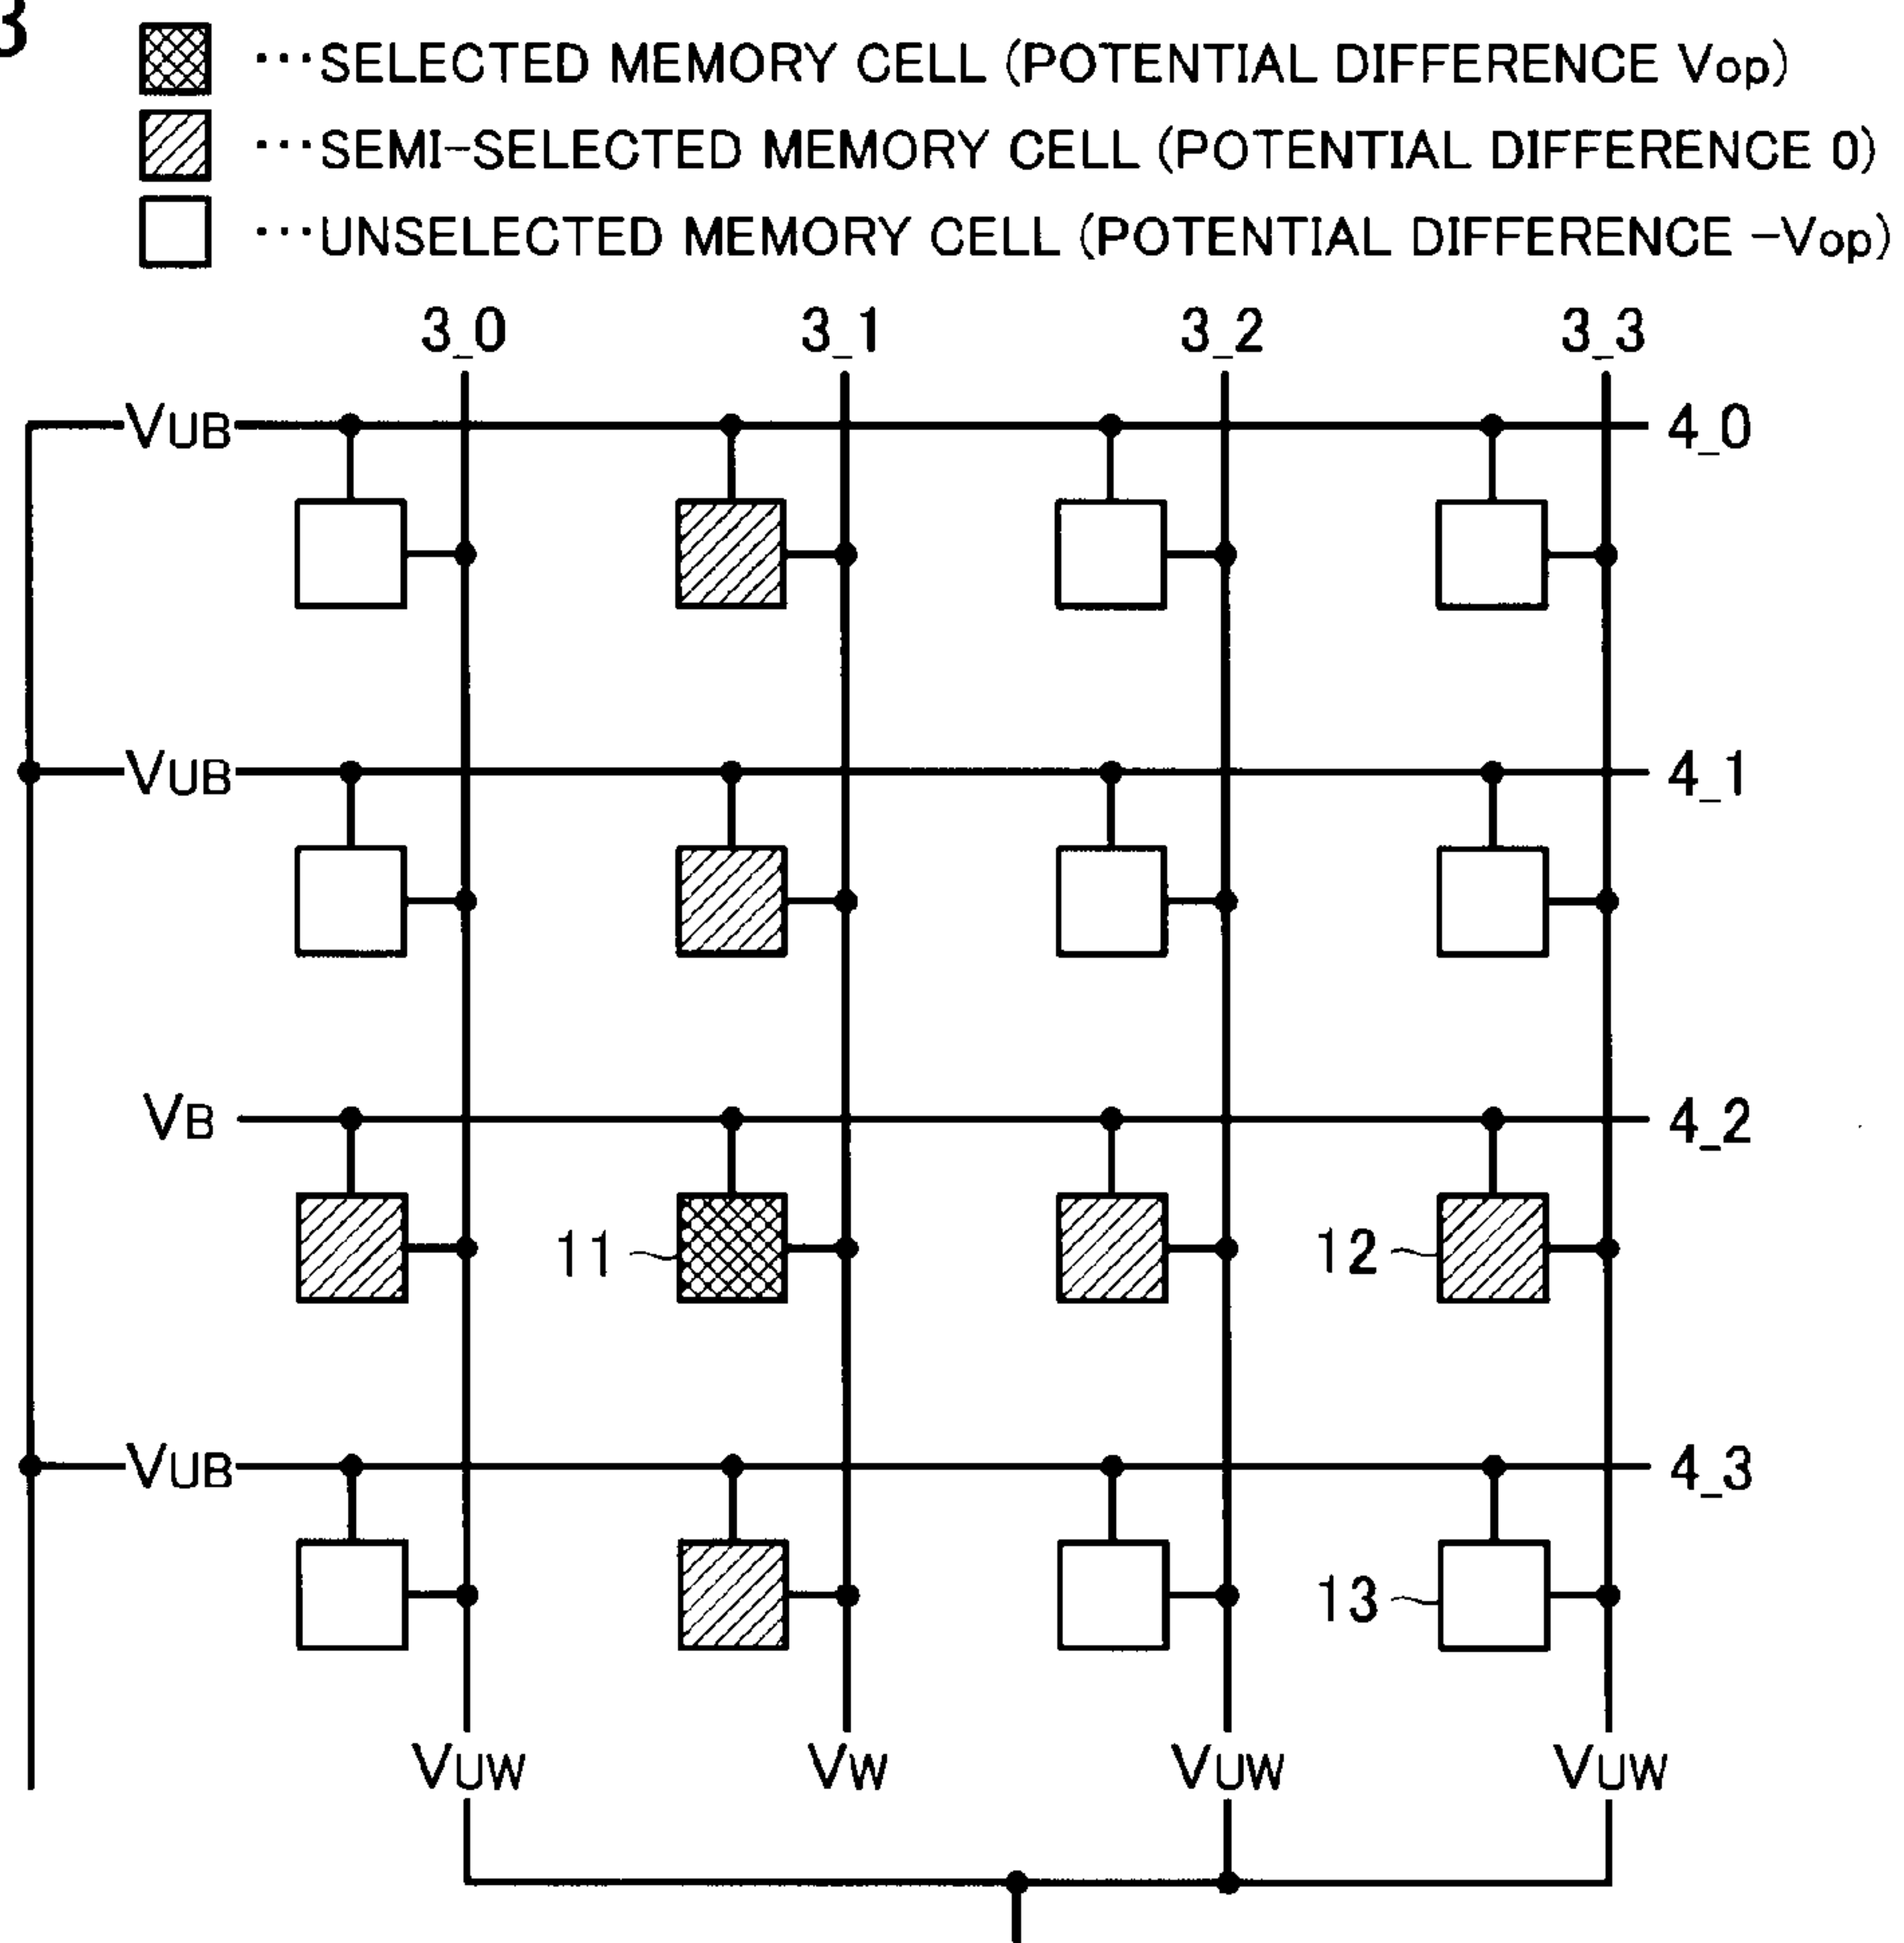 3
…SELECTED MEMORY CELL (POTENTIAL DIFFERENCE Vop)
…SEMI-SELECTED MEMORY CELL (POTENTIAL DIFFERENCE 0)
…UNSELECTED MEMORY CELL (POTENTIAL DIFFERENCE -Vop)
3_0 3_1 3_2 3_3
VUB 4_0
VUB 4_1
VB 4_2
11 12
VUB 4_3
13
VUW VW VUW VUW